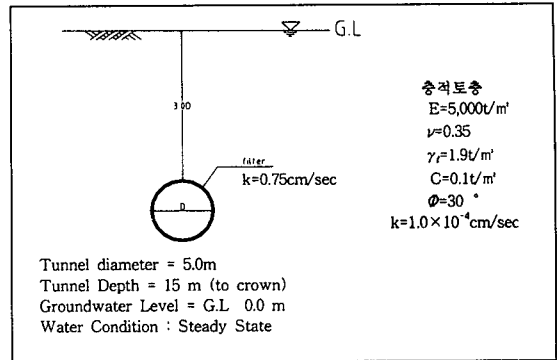 G.L
3.00
filter
k=0.75cm/sec
D
충적토층
E=5,000t/m²
ν=0.35
γt=1.9t/m²
C=0.1t/m²
Φ=30 °
k=1.0×10⁻⁴cm/sec
Tunnel diameter = 5.0m
Tunnel Depth = 15 m (to crown)
Groundwater Level = G.L 0.0 m
Water Condition : Steady State